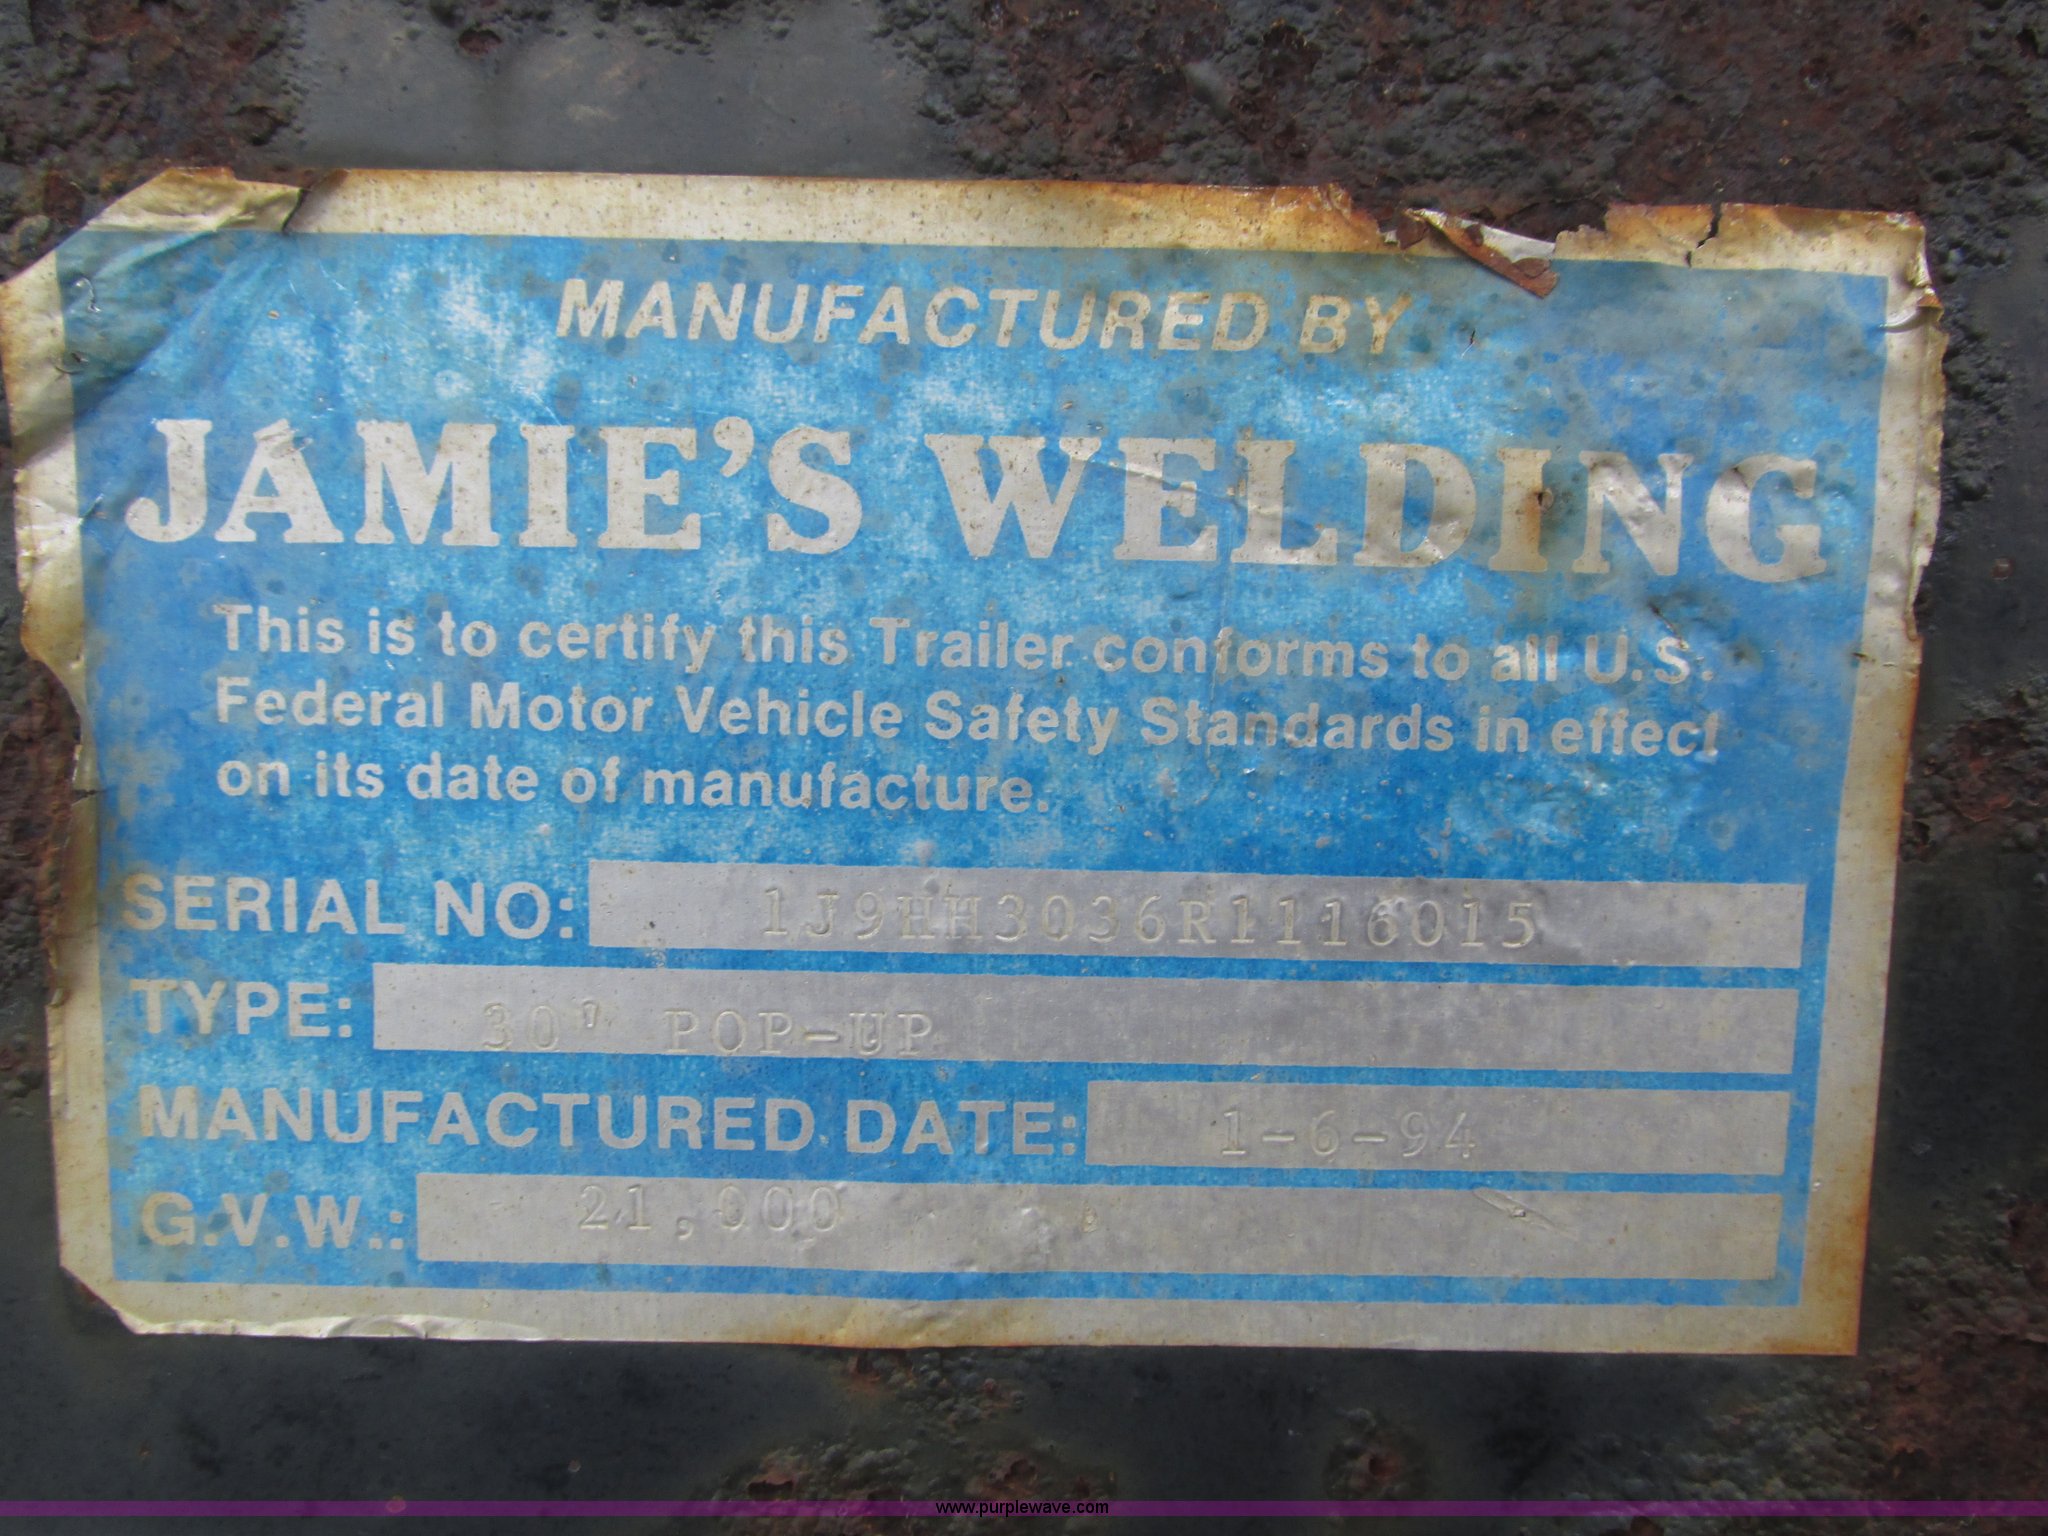 MANUFACTURED BY
JAMIE'S WELDING
This is to certify this Trailer conforms to all U.S.
Federal Motor Vehicle Safety Standards in effect
on its date of manufacture.
SERIAL NO: 1J9HH3036R1116015
TYPE: 30' POP-UP
MANUFACTURED DATE: 1-6-94
G.V.W.: 21,000
www.purplewave.com